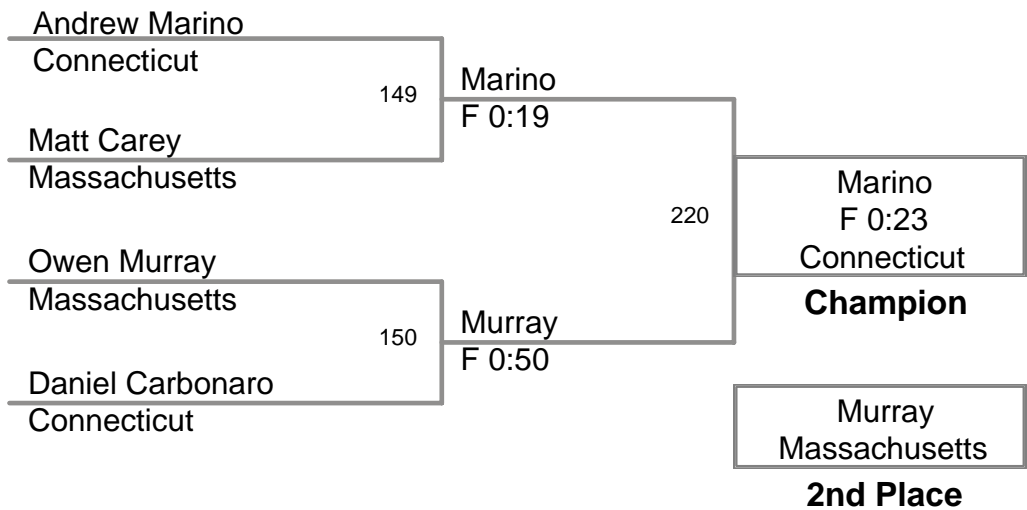 Andrew Marino
Connecticut
149
Marino
F 0:19
Matt Carey
Massachusetts
220
Marino
F 0:23
Connecticut
Champion
Owen Murray
Massachusetts
150
Murray
F 0:50
Daniel Carbonaro
Connecticut
Murray
Massachusetts
2nd Place